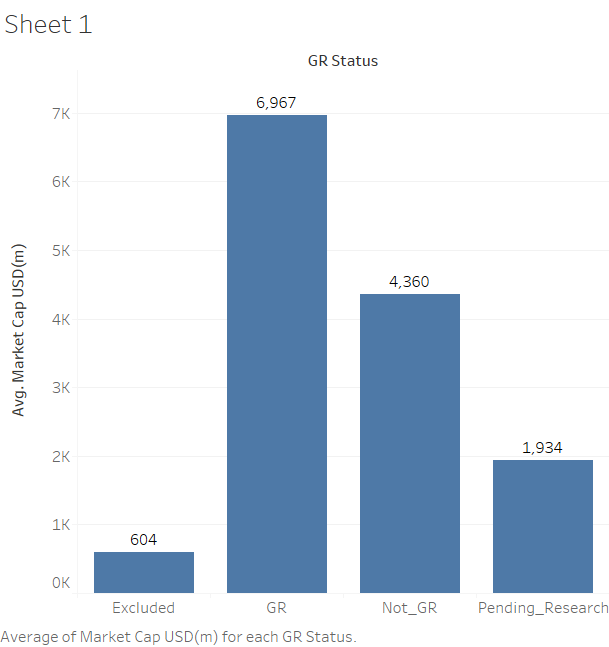 Sheet 1
GR Status
Avg. Market Cap USD(m)
7K
6K
5K
4K
3K
2K
1K
0K
6,967
4,360
1,934
604
Excluded
GR
Not_GR
Pending_Research
Average of Market Cap USD(m) for each GR Status.